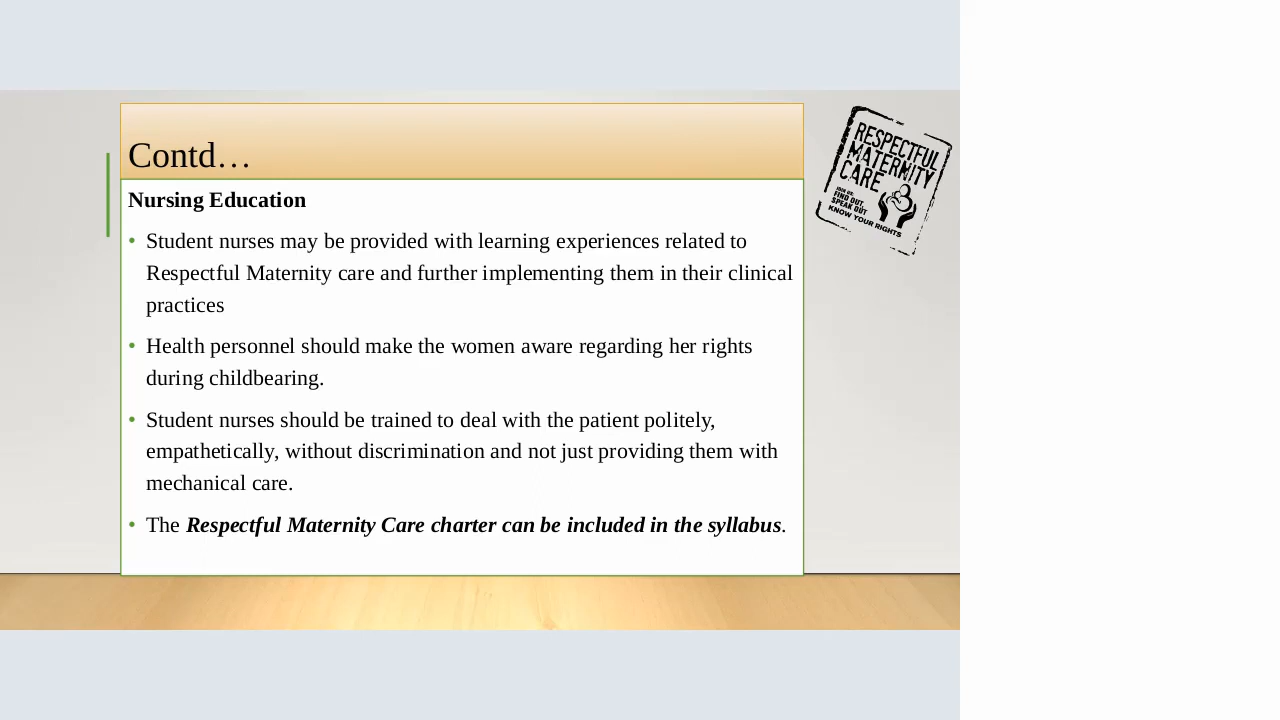 Contd…
Nursing Education
• Student nurses may be provided with learning experiences related to
Respectful Maternity care and further implementing them in their clinical
practices
• Health personnel should make the women aware regarding her rights
during childbearing.
• Student nurses should be trained to deal with the patient politely,
empathetically, without discrimination and not just providing them with
mechanical care.
• The Respectful Maternity Care charter can be included in the syllabus.
RESPECTFUL
MATERNITY
CARE
JOIN US.
FIND OUT.
SPEAK OUT
KNOW YOUR RIGHTS